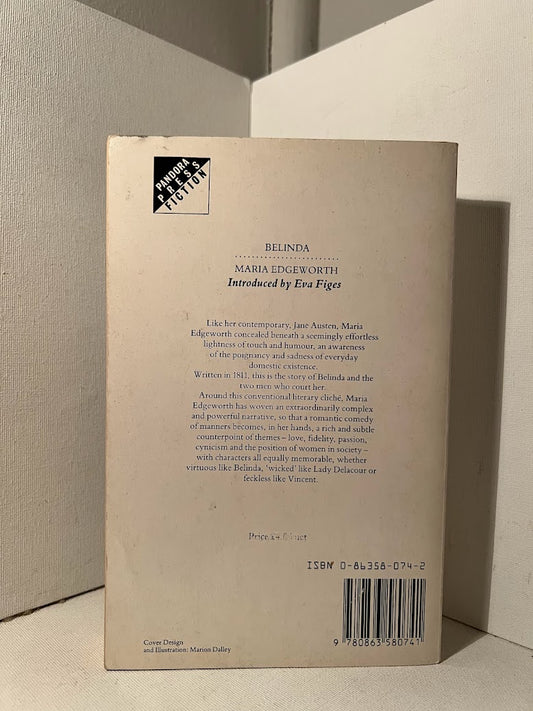 PANDORA
PRESS
FICTION
BELINDA
MARIA EDGEWORTH
Introduced by Eva Figes
Like her contemporary, Jane Austen, Maria
Edgeworth concealed beneath a seemingly effortless
lightness of touch and humour, an awareness
of the poignancy and sadness of everyday
domestic existence.
Written in 1811, this is the story of Belinda and the
two men who court her.
Around this conventional literary cliché, Maria
Edgeworth has woven an extraordinarily complex
and powerful narrative, so that a romantic comedy
of manners becomes, in her hands, a rich and subtle
counterpoint of themes – love, fidelity, passion,
cynicism and the position of women in society –
with characters all equally memorable, whether
virtuous like Belinda, 'wicked' like Lady Delacour or
feckless like Vincent.
Price net
ISBN 0-86358-074-2
9 780863 580741
Cover Design
and Illustration: Marion Dalley